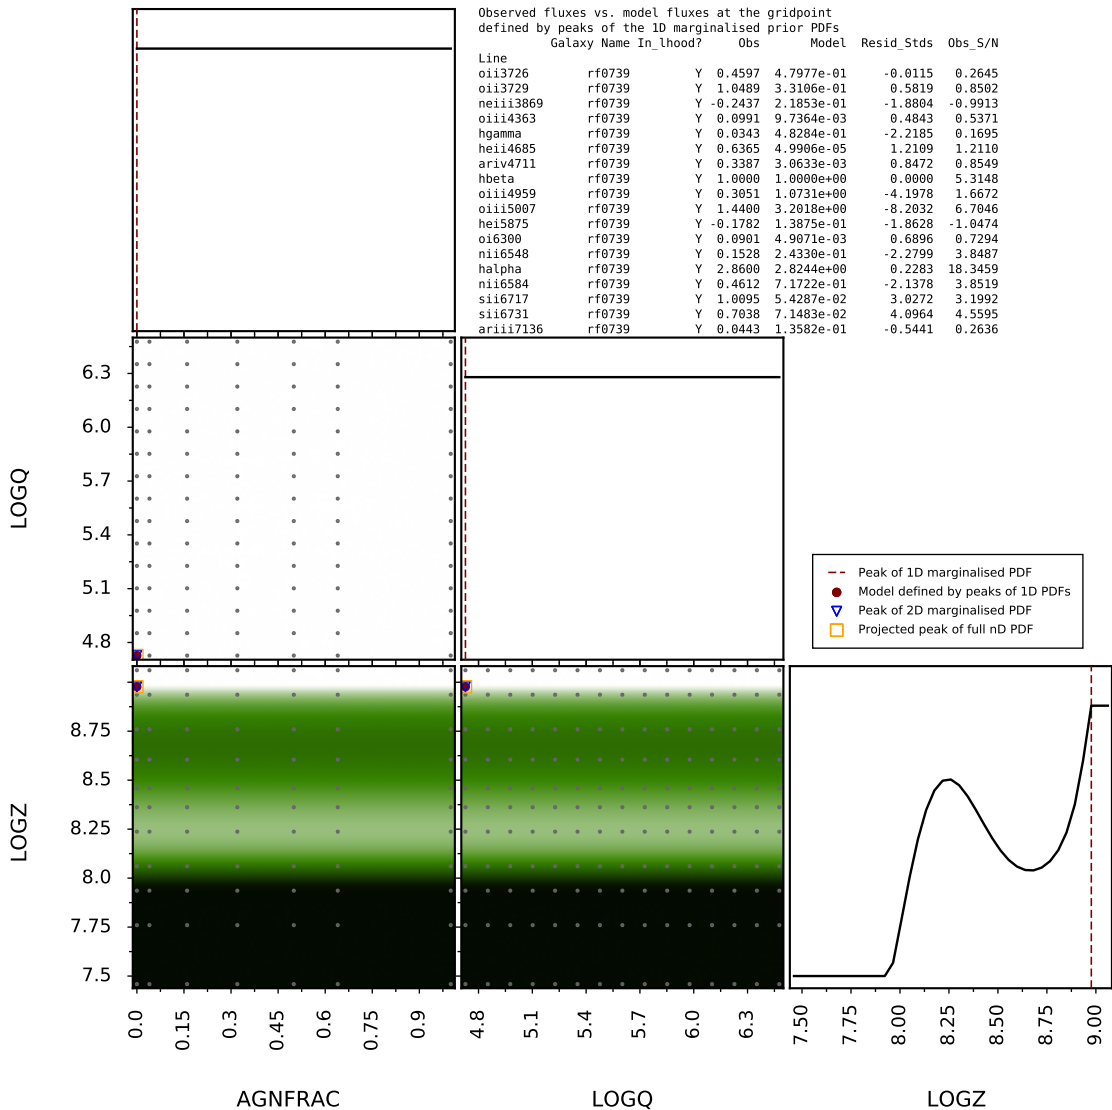 Observed fluxes vs. model fluxes at the gridpoint
defined by peaks of the 1D marginalised prior PDFs
Galaxy Name In_lhood? Obs Model Resid_Stds Obs_S/N
Line
oii3726 rf0739 Y 0.4597 4.7977e-01 -0.0115 0.2645
oii3729 rf0739 Y 1.0489 3.3106e-01 0.5819 0.8502
neiii3869 rf0739 Y -0.2437 2.1853e-01 -1.8804 -0.9913
oiii4363 rf0739 Y 0.0991 9.7364e-03 0.4843 0.5371
hgamma rf0739 Y 0.0343 4.8284e-01 -2.2185 0.1695
heii4685 rf0739 Y 0.6365 4.9906e-05 1.2109 1.2110
ariv4711 rf0739 Y 0.3387 3.0633e-03 0.8472 0.8549
hbeta rf0739 Y 1.0000 1.0000e+00 0.0000 5.3148
oiii4959 rf0739 Y 0.3051 1.0731e+00 -4.1978 1.6672
oiii5007 rf0739 Y 1.4400 3.2018e+00 -8.2032 6.7046
hei5875 rf0739 Y -0.1782 1.3875e-01 -1.8628 -1.0474
oi6300 rf0739 Y 0.0901 4.9071e-03 0.6896 0.7294
nii6548 rf0739 Y 0.1528 2.4330e-01 -2.2799 3.8487
halpha rf0739 Y 2.8600 2.8244e+00 0.2283 18.3459
nii6584 rf0739 Y 0.4612 7.1722e-01 -2.1378 3.8519
sii6717 rf0739 Y 1.0095 5.4287e-02 3.0272 3.1992
sii6731 rf0739 Y 0.7038 7.1483e-02 4.0964 4.5595
ariii7136 rf0739 Y 0.0443 1.3582e-01 -0.5441 0.2636
6.3
6.0
5.7
5.4
5.1
4.8
LOGQ
Peak of 1D marginalised PDF
Model defined by peaks of 1D PDFs
Peak of 2D marginalised PDF
Projected peak of full nD PDF
8.75
8.5
8.25
8.0
7.75
7.5
LOGZ
0.0 0.15 0.3 0.45 0.6 0.75 0.9
4.8 5.1 5.4 5.7 6.0 6.3
7.50 7.75 8.00 8.25 8.50 8.75 9.00
AGNFRAC LOGQ LOGZ